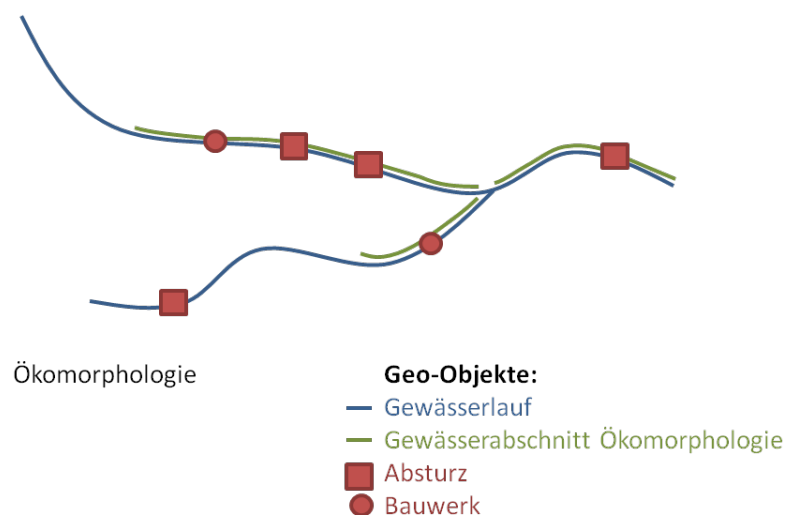 Ökomorphologie
Geo-Objekte:
Gewässerlauf
Gewässerabschnitt Ökomorphologie
Absturz
Bauwerk